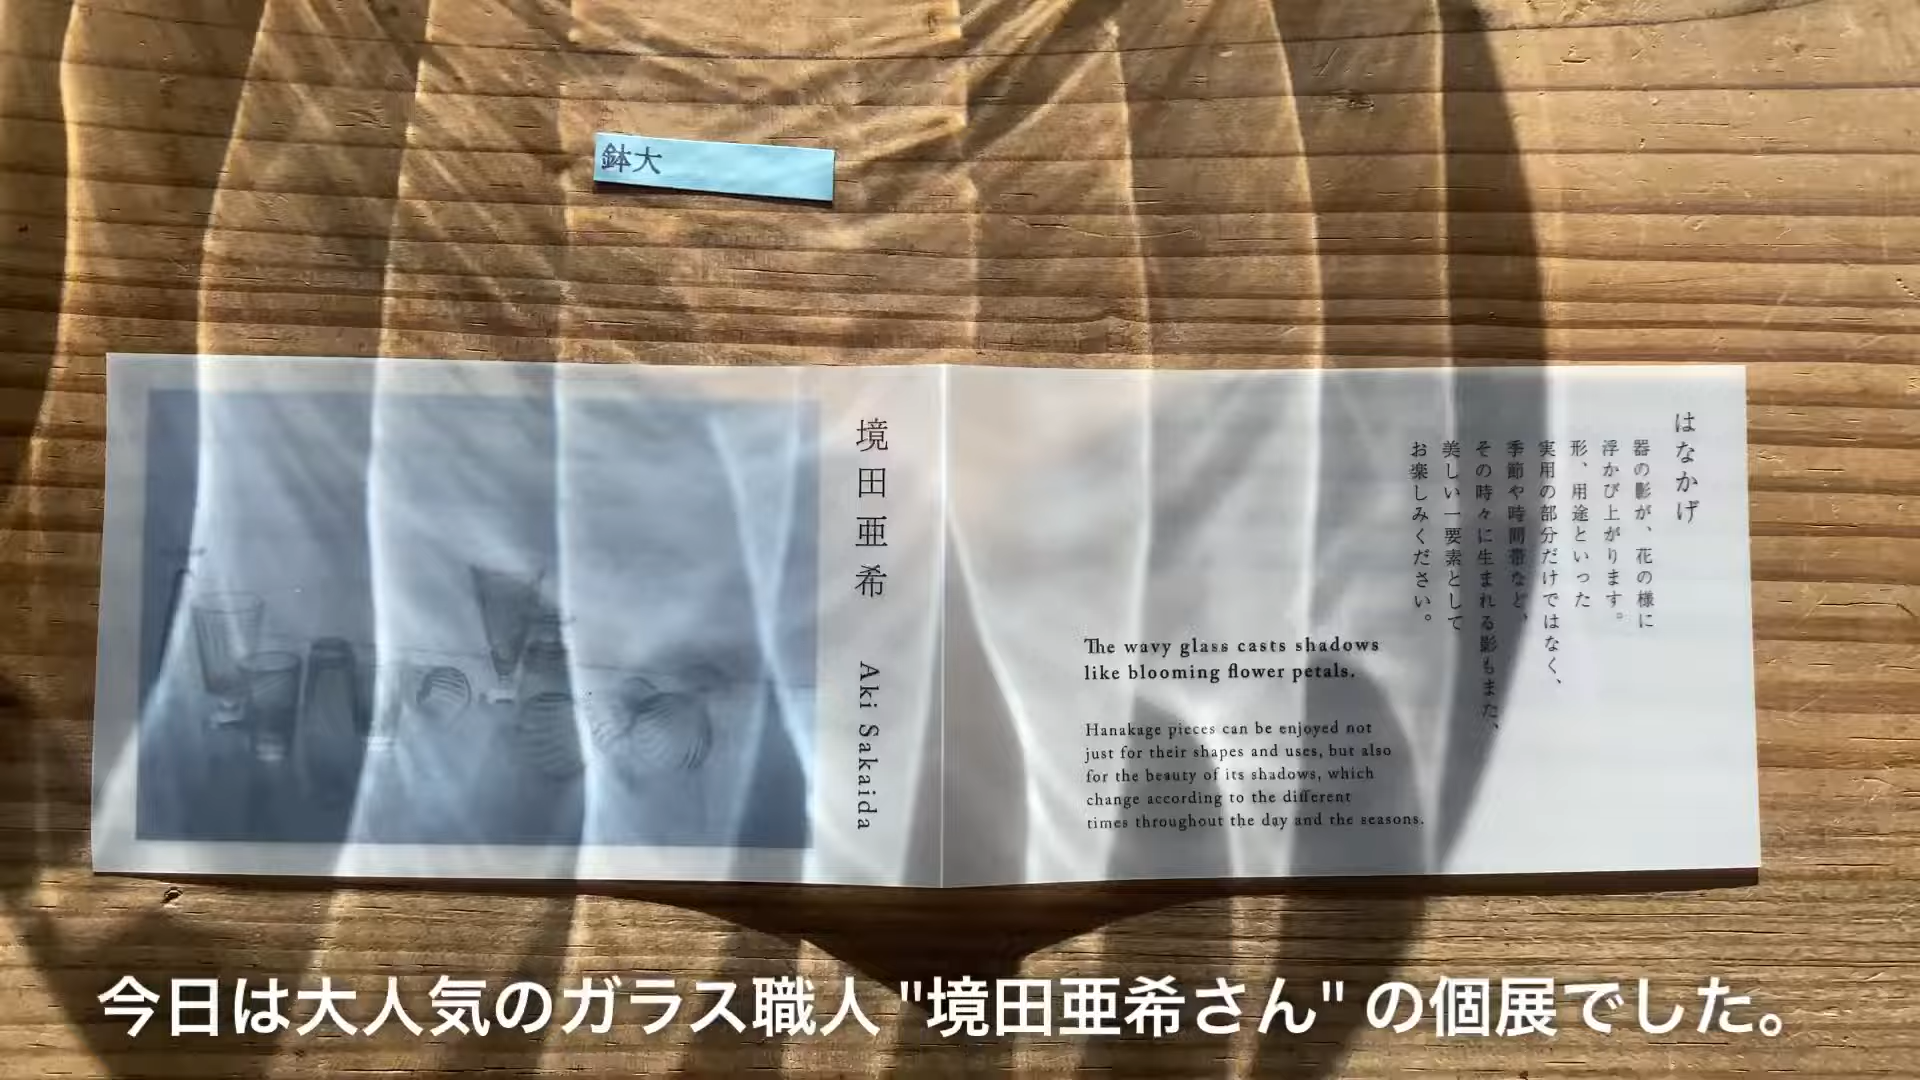 鉢大
境田亜希 Aki Sakaida
はなかげ
器の影が、花の様に
浮かび上がります。
形、用途といった
実用の部分だけではなく、
季節や時間帯など、
その時々に生まれる影もまた、
美しい一要素として
お楽しみください。
The wavy glass casts shadows
like blooming flower petals.
Hanakage pieces can be enjoyed not
just for their shapes and uses, but also
for the beauty of its shadows, which
change according to the different
times throughout the day and the seasons.
今日は大人気のガラス職人 "境田亜希さん" の個展でした。